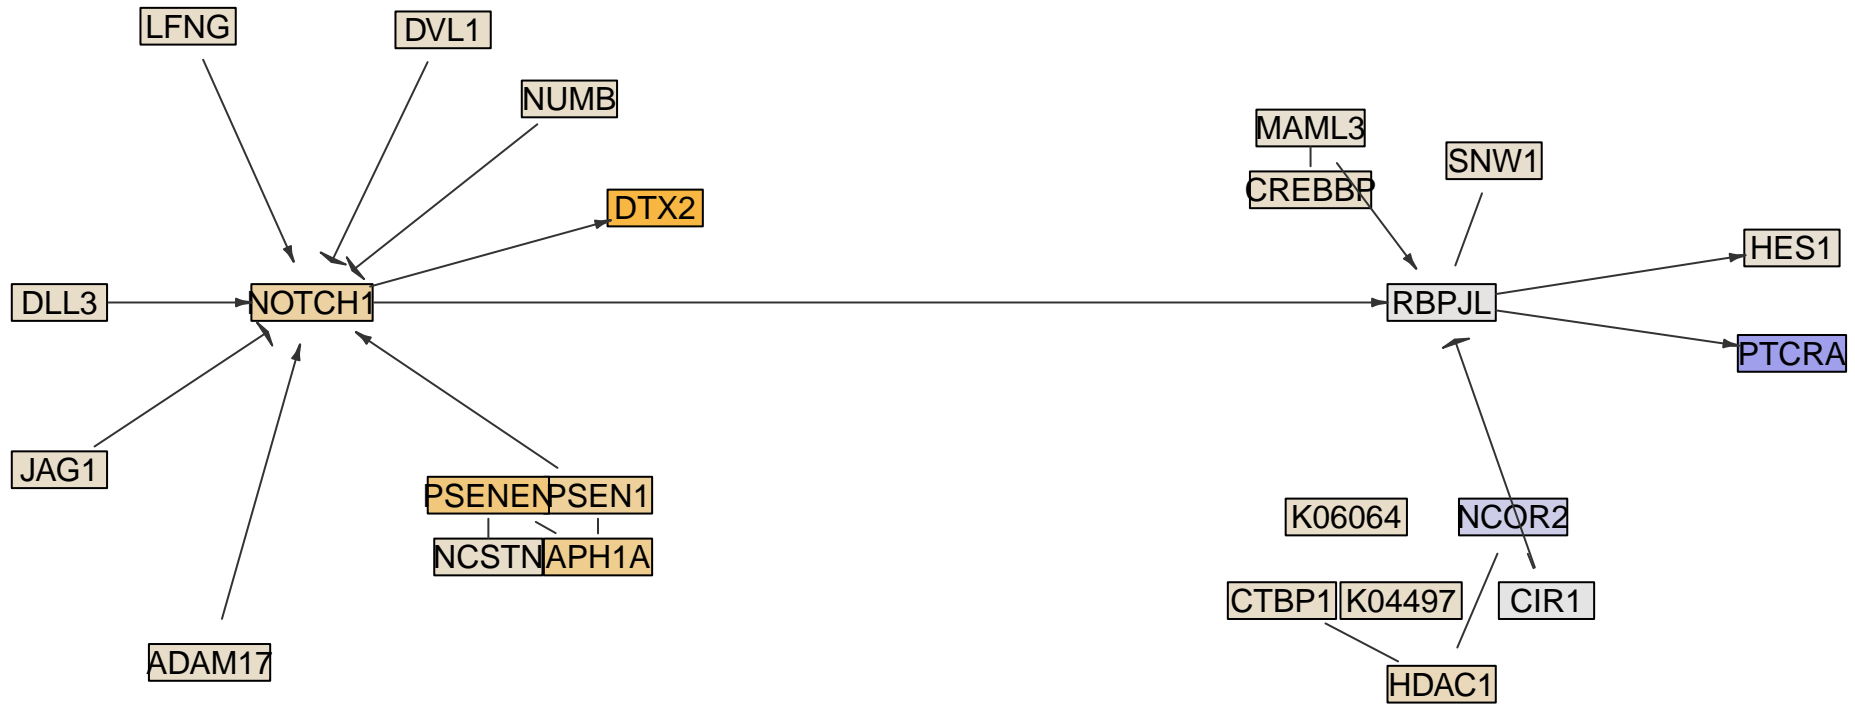 LFNG
DVL1
NUMB
MAML3
SNW1
CREBBP
DTX2
HES1
DLL3
NOTCH1
RBPJL
PTCRA
JAG1
PSENEN
PSEN1
K06064
NCOR2
NCSTN
APH1A
CTBP1
K04497
CIR1
ADAM17
HDAC1